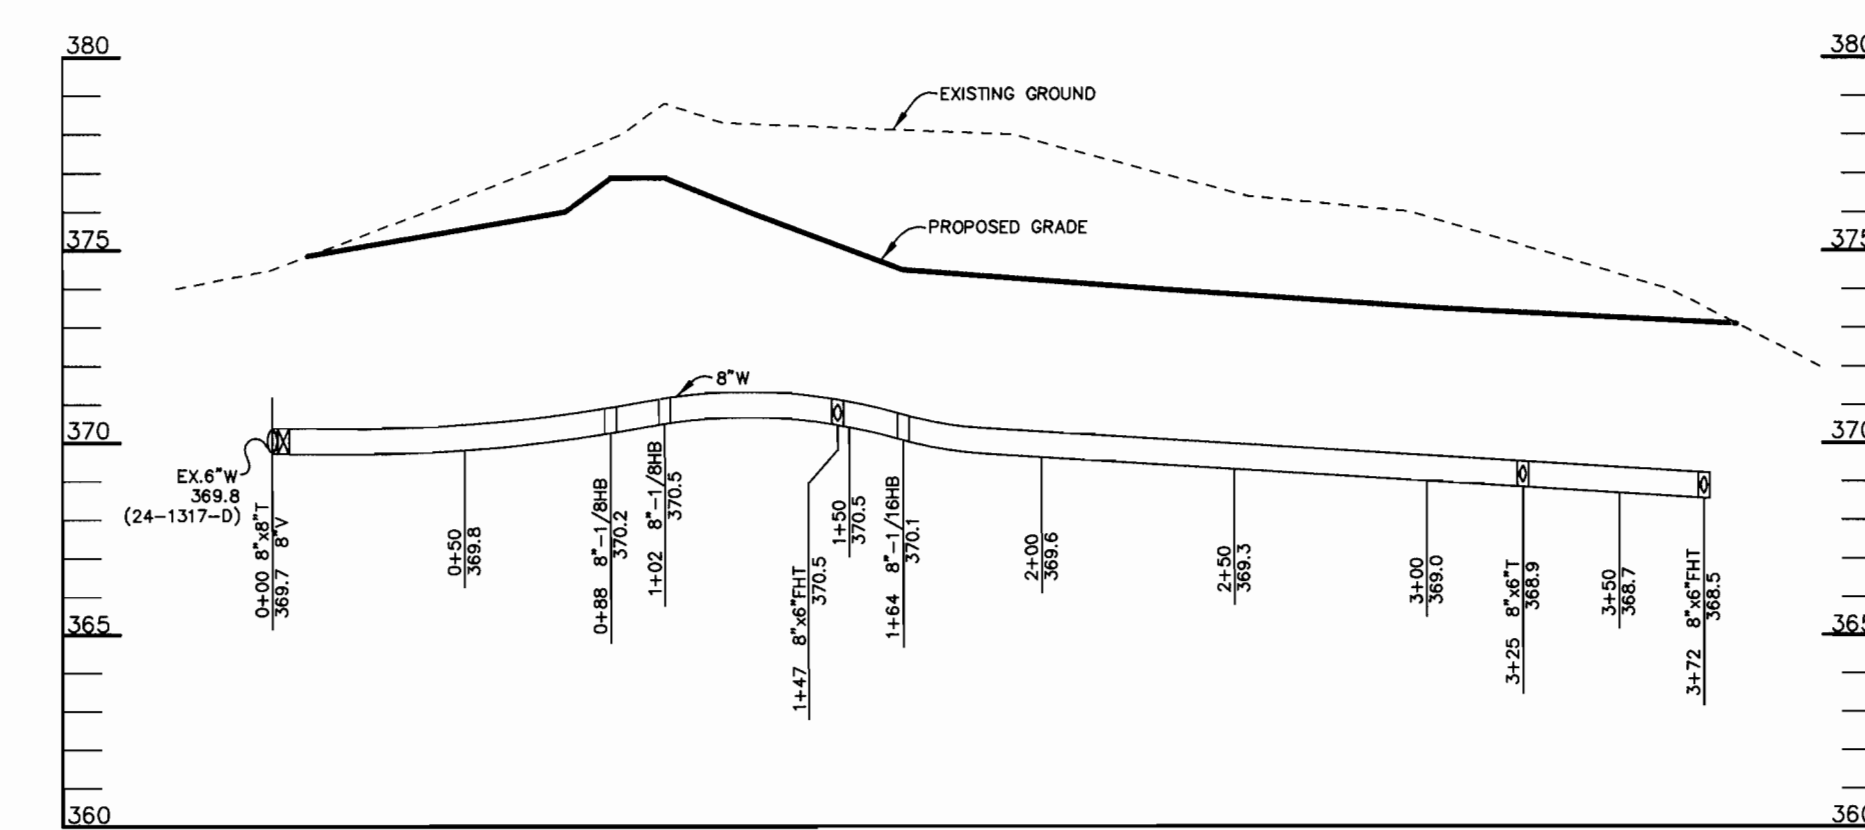 380
380
EXISTING GROUND
375
375
PROPOSED GRADE
8"W
370
370
EX.6"W
369.8
(24-1317-D)
0+00 8"x8"T
369.7 8"V
0+50
369.8
0+88 8"-1/8HB
370.2
1+02 8"-1/8HB
370.5
1+47 8"x6"FHT
370.5
1+50
370.5
1+64 8"-1/16HB
370.1
2+00
369.6
2+50
369.3
3+00
369.0
3+25 8"x6"T
368.9
3+50
368.7
3+72 8"x6"FHT
368.5
365
365
360
360